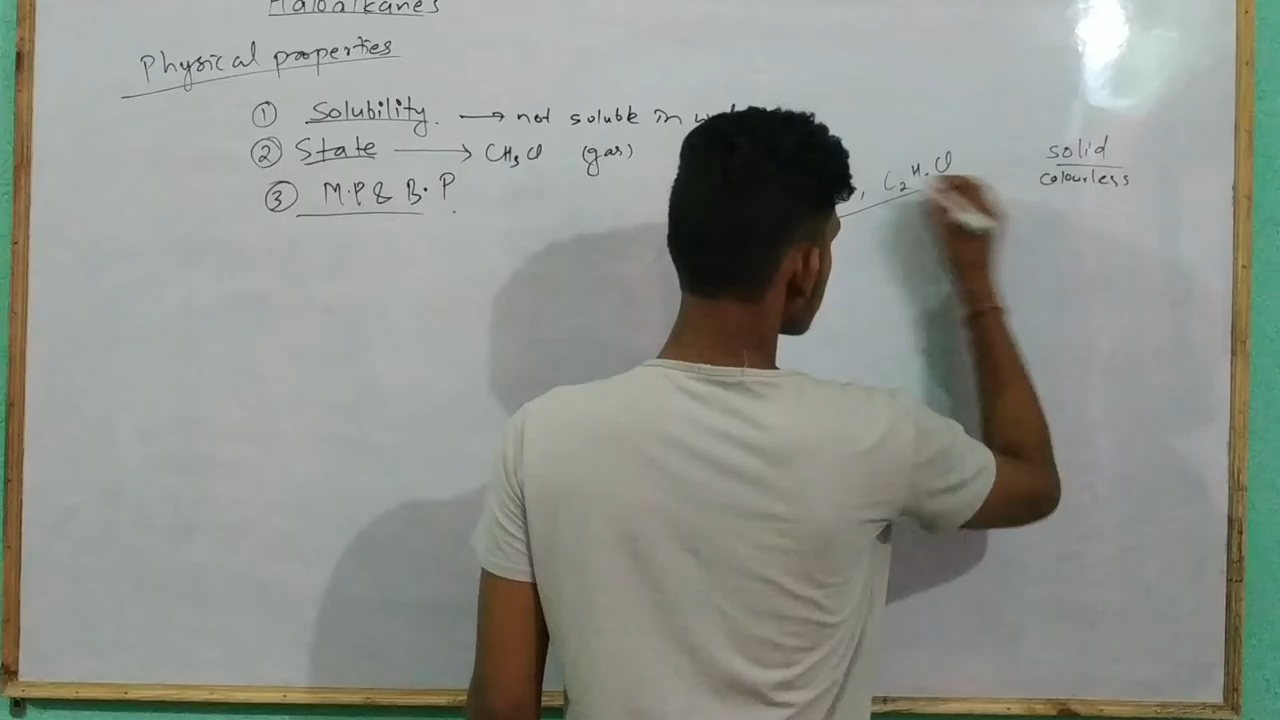 Haloalkanes
Physical properties
① Solubility. → not soluble in
② State → CH3Cl (gas) , C2H5Cl solid
colourless
③ M.P & B.P.